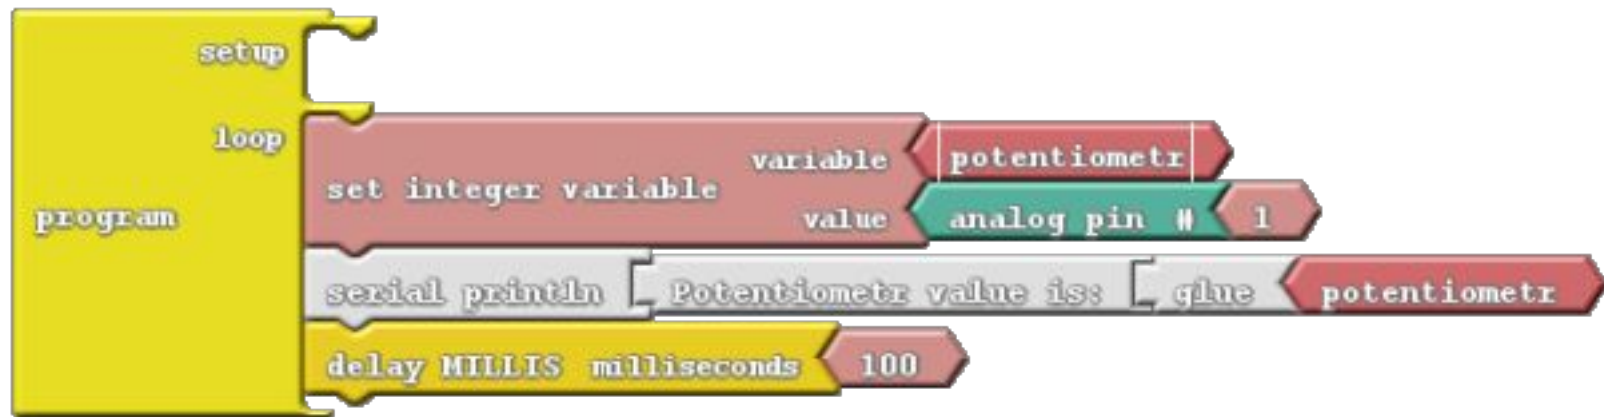 setup
loop
program
set integer variable
variable
potentiometr
value
analog pin #
1
serial println
Potentiometr value is:
glue
potentiometr
delay MILLIS milliseconds
100